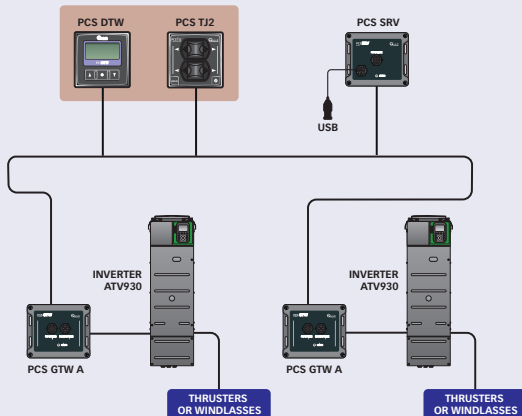 PCS DTW
PCS TJ2
PCS SRV
USB
INVERTER
ATV930
INVERTER
ATV930
PCS GTW A
PCS GTW A
THRUSTERS
OR WINDLASSES
THRUSTERS
OR WINDLASSES